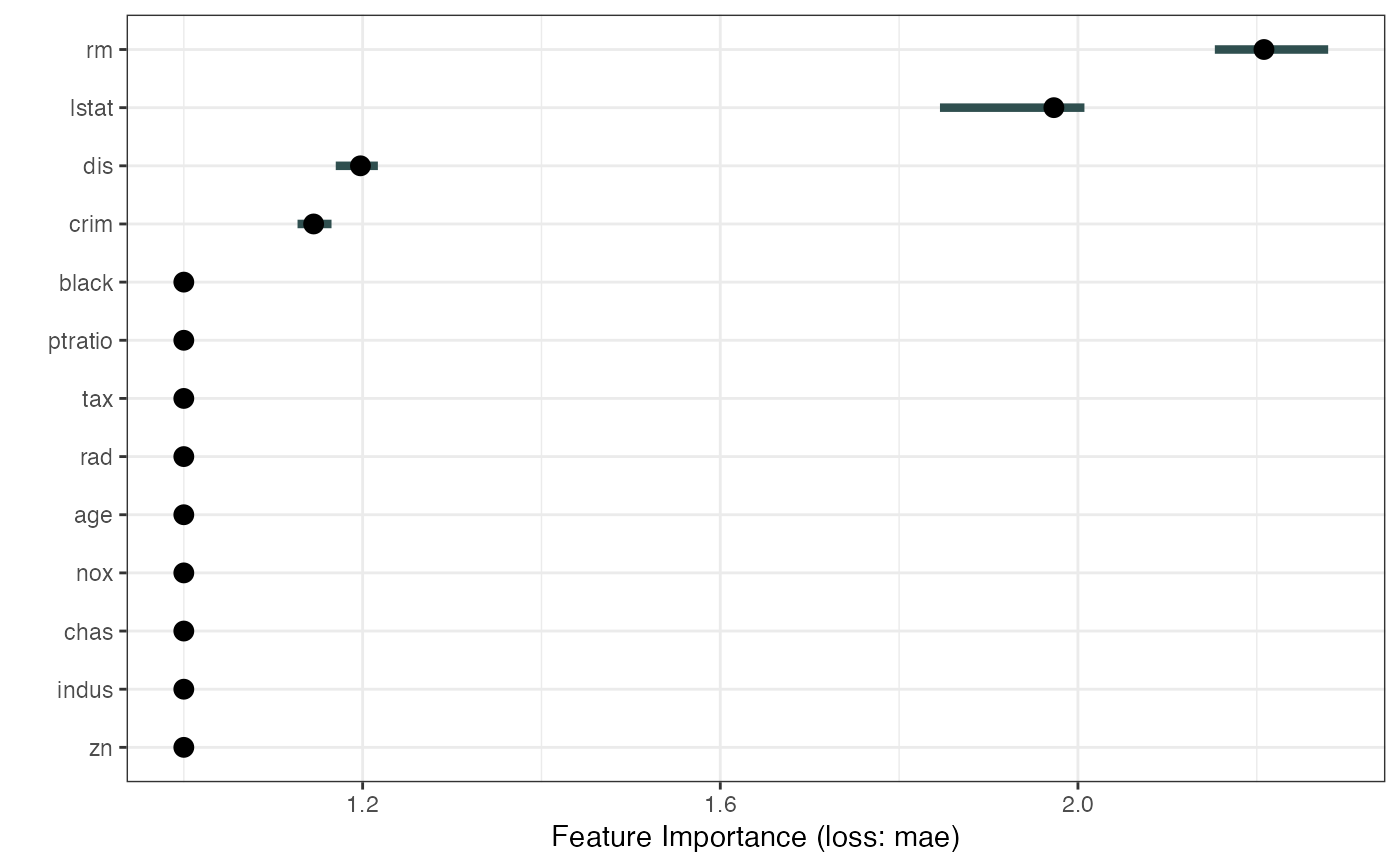 rm
lstat
dis
crim
black
ptratio
tax
rad
age
nox
chas
indus
zn
1.2 1.6 2.0
Feature Importance (loss: mae)